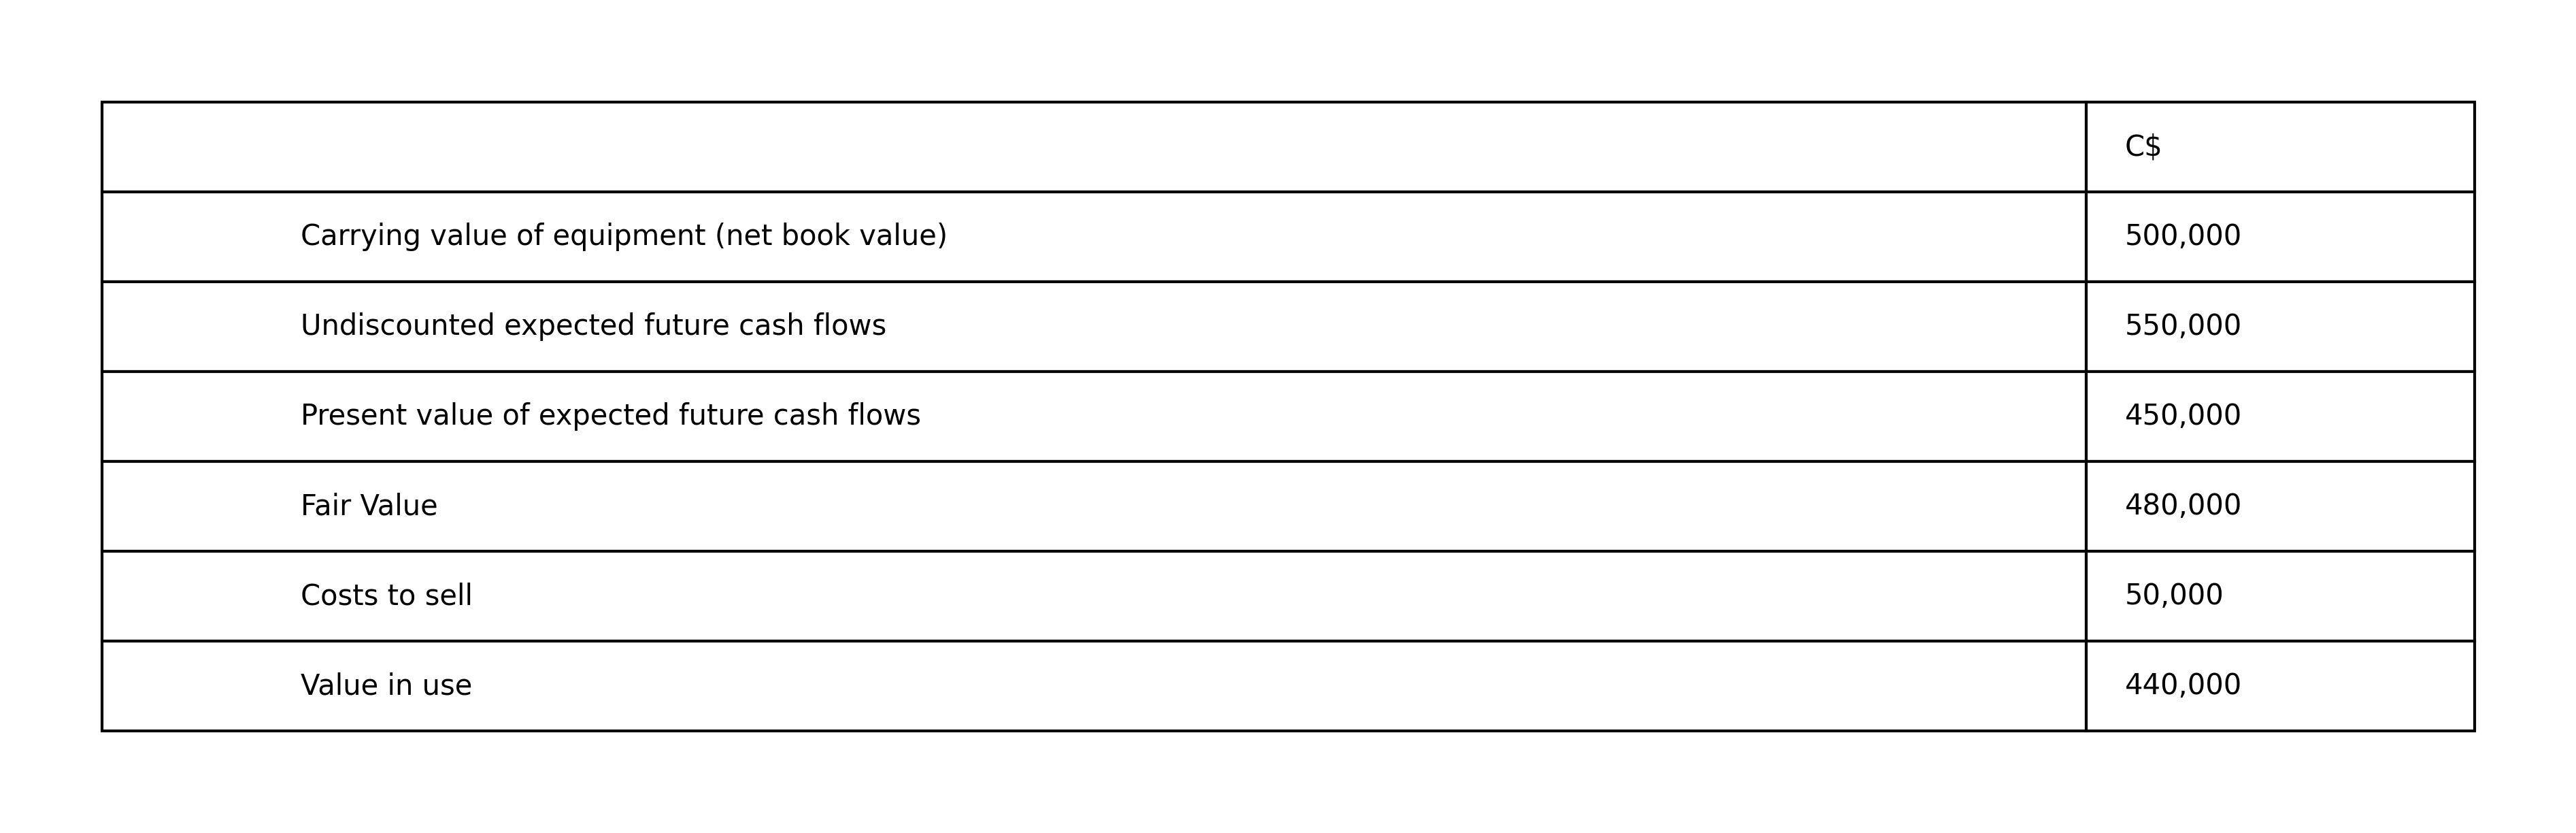 C$
Carrying value of equipment (net book value) 500,000
Undiscounted expected future cash flows 550,000
Present value of expected future cash flows 450,000
Fair Value 480,000
Costs to sell 50,000
Value in use 440,000